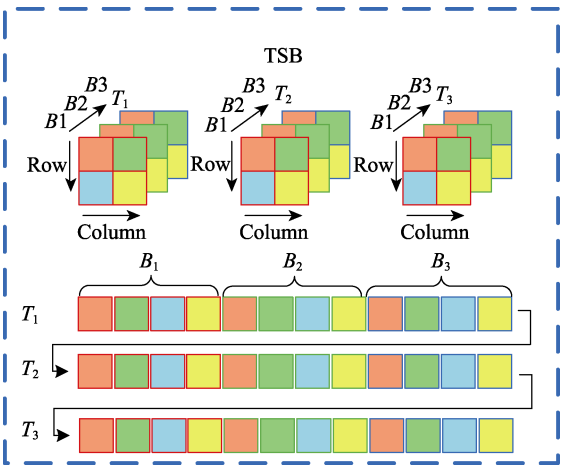 TSB
B1 B2 B3 T₁
Row
Column
B1 B2 B3 T₂
Row
Column
B1 B2 B3 T₃
Row
Column
B₁ B₂ B₃
T₁
T₂
T₃